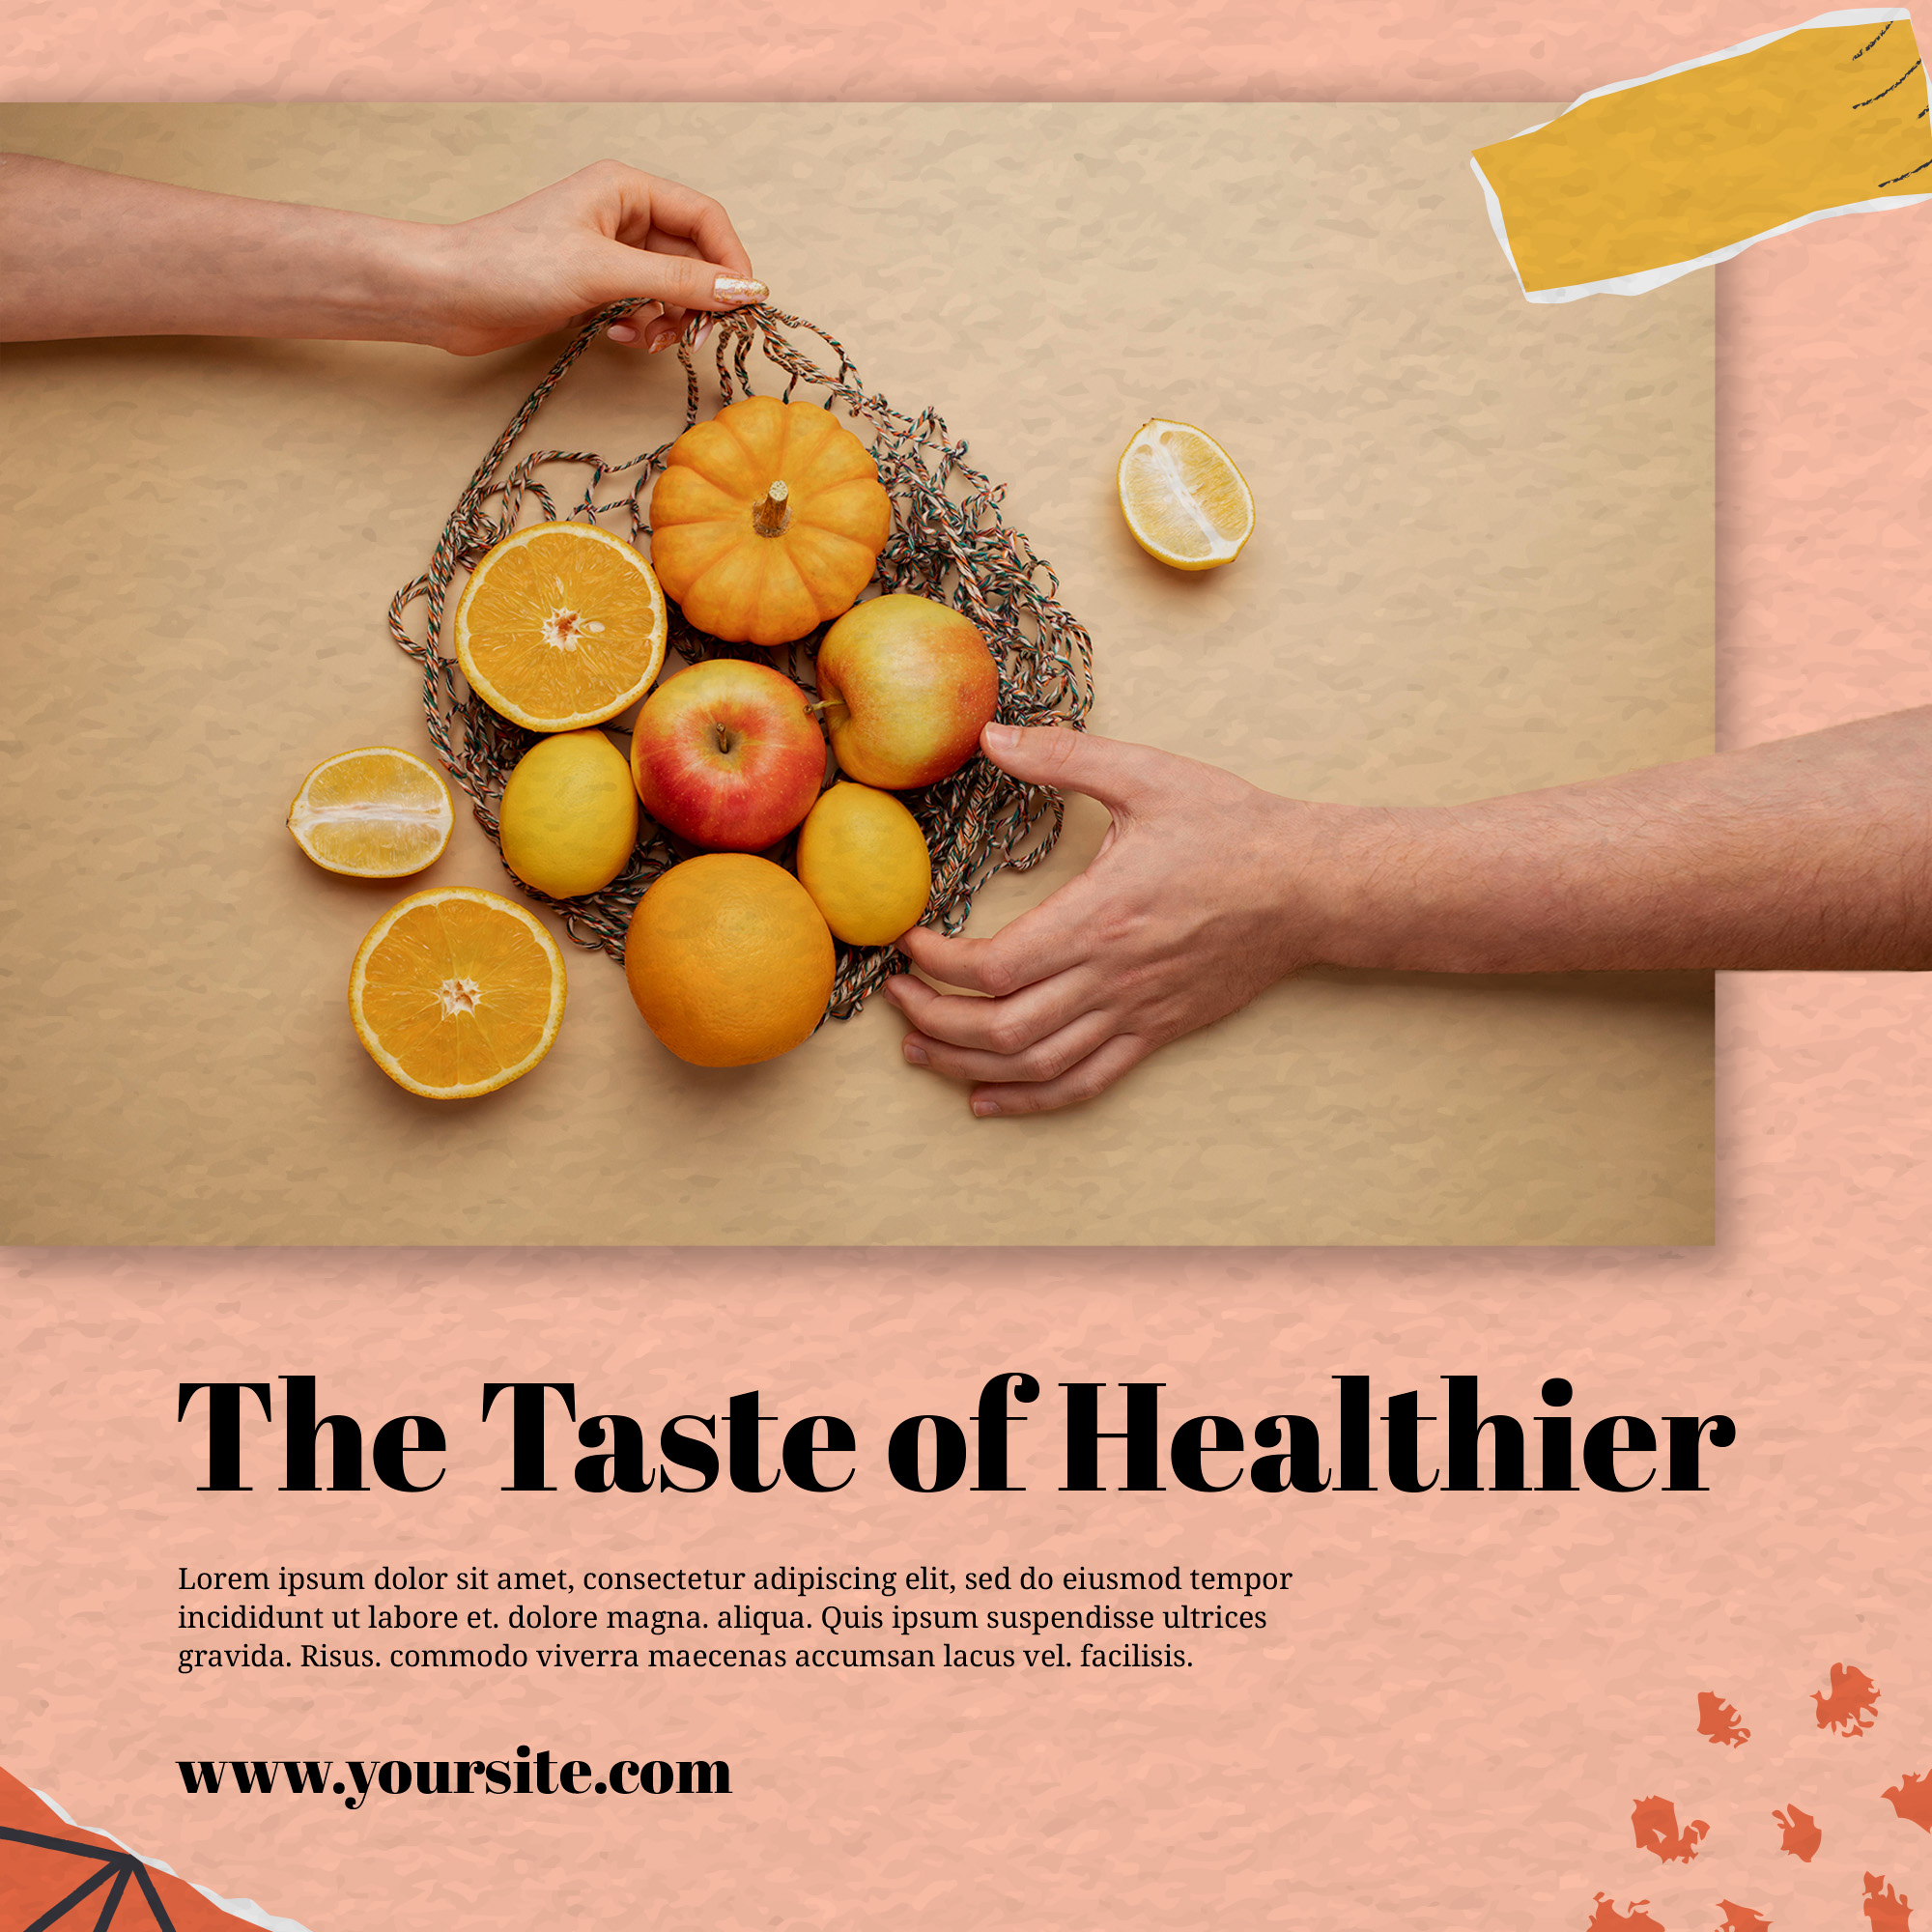 The Taste of Healthier
Lorem ipsum dolor sit amet, consectetur adipiscing elit, sed do eiusmod tempor
incididunt ut labore et. dolore magna. aliqua. Quis ipsum suspendisse ultrices
gravida. Risus. commodo viverra maecenas accumsan lacus vel. facilisis.
www.yoursite.com